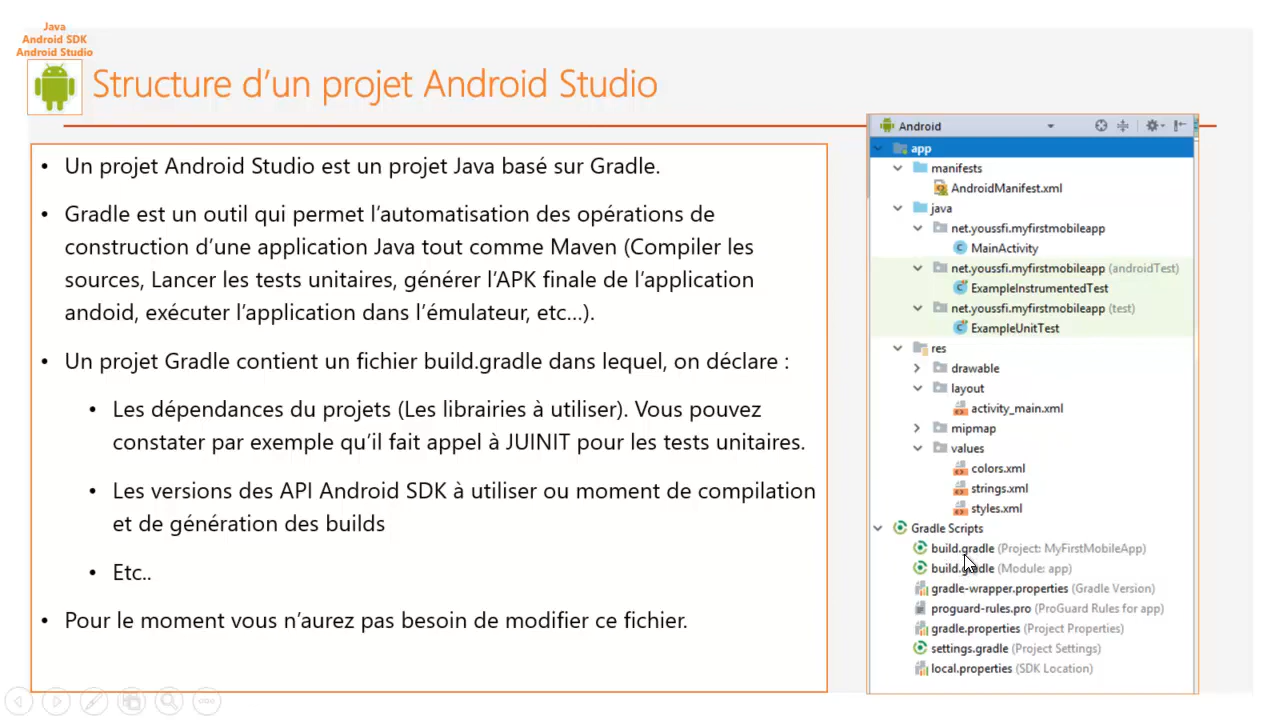 Java
Android SDK
Android Studio
Structure d’un projet Android Studio
• Un projet Android Studio est un projet Java basé sur Gradle.
• Gradle est un outil qui permet l’automatisation des opérations de
construction d’une application Java tout comme Maven (Compiler les
sources, Lancer les tests unitaires, générer l’APK finale de l’application
andoid, exécuter l’application dans l’émulateur, etc…).
• Un projet Gradle contient un fichier build.gradle dans lequel, on déclare :
• Les dépendances du projets (Les librairies à utiliser). Vous pouvez
constater par exemple qu’il fait appel à JUINIT pour les tests unitaires.
• Les versions des API Android SDK à utiliser ou moment de compilation
et de génération des builds
• Etc..
• Pour le moment vous n’aurez pas besoin de modifier ce fichier.
Android
app
manifests
AndroidManifest.xml
java
net.youssfi.myfirstmobileapp
MainActivity
net.youssfi.myfirstmobileapp (androidTest)
ExampleInstrumentedTest
net.youssfi.myfirstmobileapp (test)
ExampleUnitTest
res
drawable
layout
activity_main.xml
mipmap
values
colors.xml
strings.xml
styles.xml
Gradle Scripts
build.gradle (Project: MyFirstMobileApp)
build.gradle (Module: app)
gradle-wrapper.properties (Gradle Version)
proguard-rules.pro (ProGuard Rules for app)
gradle.properties (Project Properties)
settings.gradle (Project Settings)
local.properties (SDK Location)